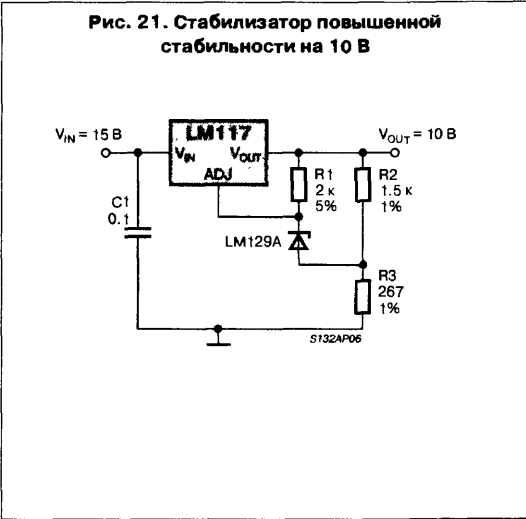 Рис. 21. Стабилизатор повышенной
стабильности на 10 В
LM117
V_IN = 15 В
V_OUT = 10 В
V_IN
V_OUT
ADJ
R1
2 к
5%
R2
1.5 к
1%
C1
0.1
LM129A
R3
267
1%
S132AP06